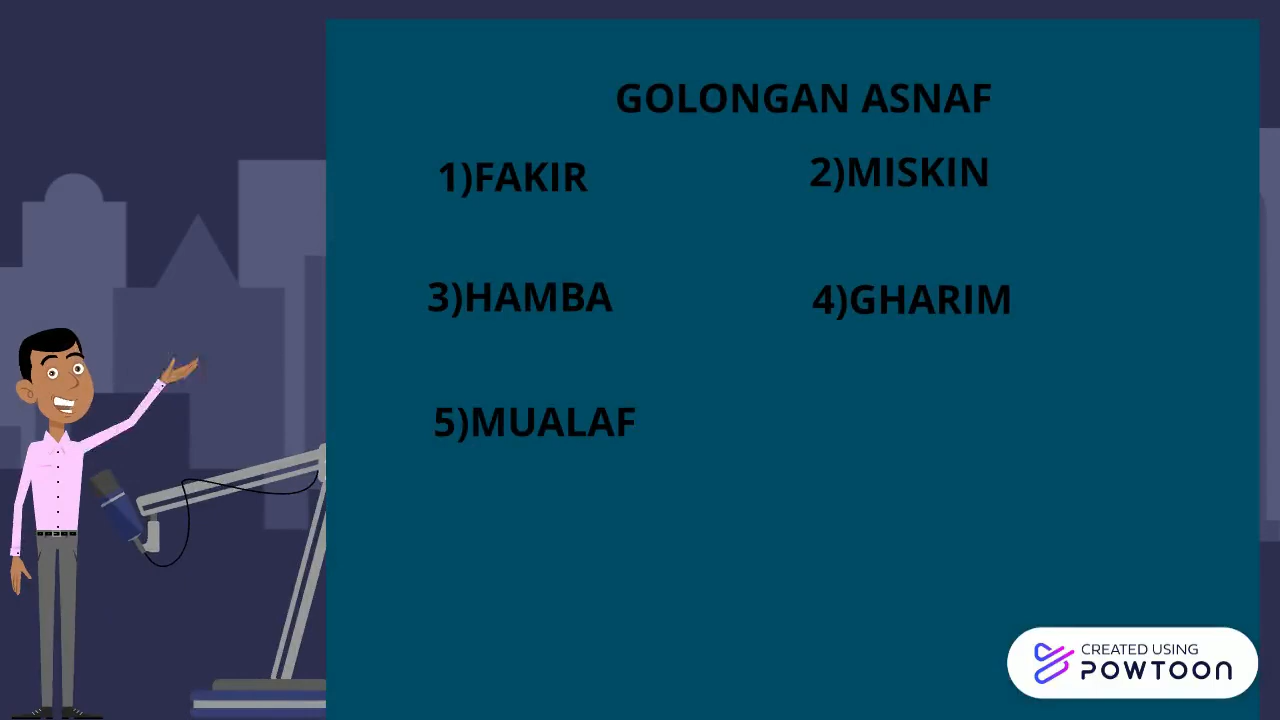 GOLONGAN ASNAF
1)FAKIR
2)MISKIN
3)HAMBA
4)GHARIM
5)MUALAF
CREATED USING
POWTOON